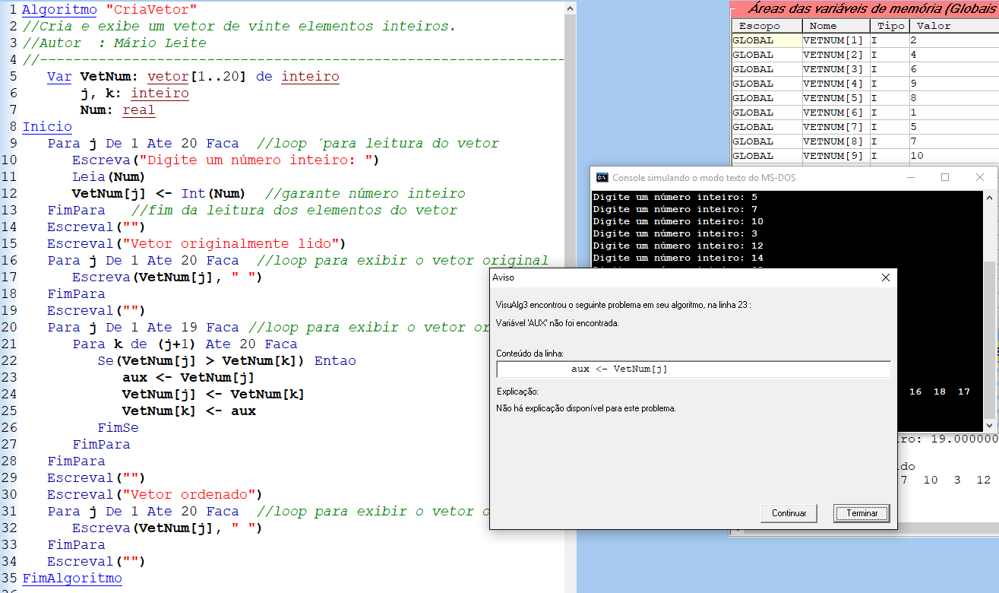 1 Algoritmo "CriaVetor"
2 //Cria e exibe um vetor de vinte elementos inteiros.
3 //Autor : Mário Leite
4 //---------------------------------------------------------------
5 Var VetNum: vetor[1..20] de inteiro
6 j, k: inteiro
7 Num: real
8 Inicio
9 Para j De 1 Ate 20 Faca //loop ´para leitura do vetor
10 Escreva("Digite um número inteiro: ")
11 Leia(Num)
12 VetNum[j] <- Int(Num) //garante número inteiro
13 FimPara //fim da leitura dos elementos do vetor
14 Escreval("")
15 Escreval("Vetor originalmente lido")
16 Para j De 1 Ate 20 Faca //loop para exibir o vetor original
17 Escreva(VetNum[j], " ")
18 FimPara
19 Escreval("")
20 Para j De 1 Ate 19 Faca //loop para exibir o vetor or
21 Para k de (j+1) Ate 20 Faca
22 Se(VetNum[j] > VetNum[k]) Entao
23 aux <- VetNum[j]
24 VetNum[j] <- VetNum[k]
25 VetNum[k] <- aux
26 FimSe
27 FimPara
28 FimPara
29 Escreval("")
30 Escreval("Vetor ordenado")
31 Para j De 1 Ate 20 Faca //loop para exibir o vetor o
32 Escreva(VetNum[j], " ")
33 FimPara
34 Escreval("")
35 FimAlgoritmo
Áreas das variáveis de memória (Globais
Escopo Nome Tipo Valor
GLOBAL VETNUM[1] I 2
GLOBAL VETNUM[2] I 4
GLOBAL VETNUM[3] I 6
GLOBAL VETNUM[4] I 9
GLOBAL VETNUM[5] I 8
GLOBAL VETNUM[6] I 1
GLOBAL VETNUM[7] I 5
GLOBAL VETNUM[8] I 7
GLOBAL VETNUM[9] I 10
C:\ Console simulando o modo texto do MS-DOS
Digite um número inteiro: 5
Digite um número inteiro: 7
Digite um número inteiro: 10
Digite um número inteiro: 3
Digite um número inteiro: 12
Digite um número inteiro: 14
16 18 17
Aviso
VisuAlg3 encontrou o seguinte problema em seu algoritmo, na linha 23 :
Variável 'AUX' não foi encontrada.
Conteúdo da linha:
aux <- VetNum[j]
Explicação:
Não há explicação disponível para este problema.
Continuar Terminar
ro: 19.000000
do
7 10 3 12